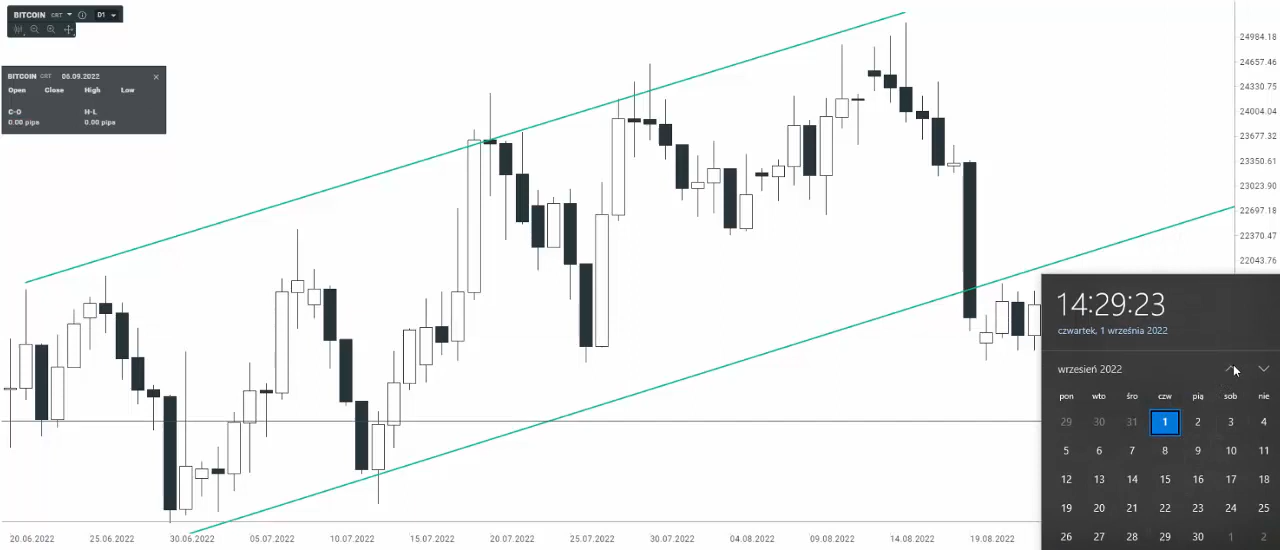 BITCOIN CRT D1
BITCOIN CRT 06.09.2022
Open Close High Low
C-O H-L
0.00 pips 0.00 pips
24984.18
24657.46
24330.75
24004.04
23677.32
23350.61
23023.90
22697.18
22370.47
22043.76
14:29:23
czwartek, 1 września 2022
wrzesień 2022
pon wto śro czw pią sob nie
29 30 31 1 2 3 4
5 6 7 8 9 10 11
12 13 14 15 16 17 18
19 20 21 22 23 24 25
26 27 28 29 30 1 2
20.06.2022 25.06.2022 30.06.2022 05.07.2022 10.07.2022 15.07.2022 20.07.2022 25.07.2022 30.07.2022 04.08.2022 09.08.2022 14.08.2022 19.08.2022